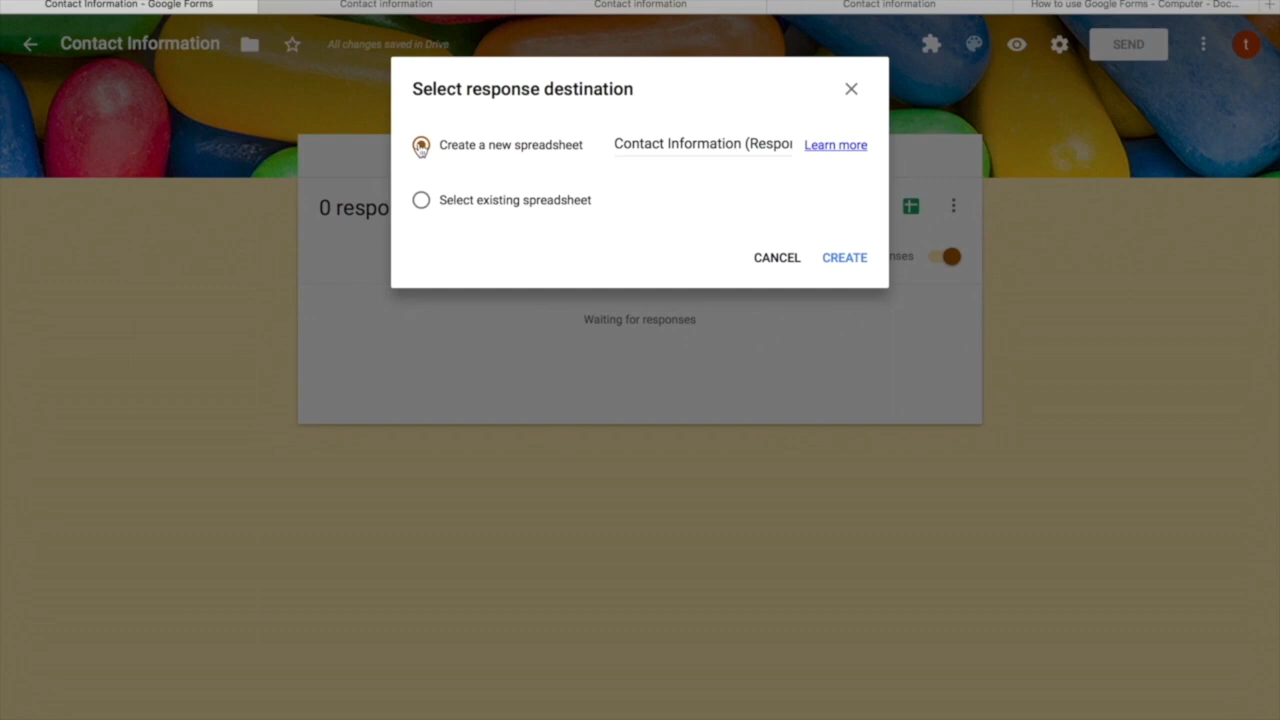 Contact Information - Google Forms
Contact information
Contact information
Contact information
How to use Google Forms - Computer - Doc...
Contact Information
All changes saved in Drive
SEND
t
Select response destination
Create a new spreadsheet
Contact Information (Respon
Learn more
Select existing spreadsheet
0 respo
CANCEL
CREATE
nses
Waiting for responses